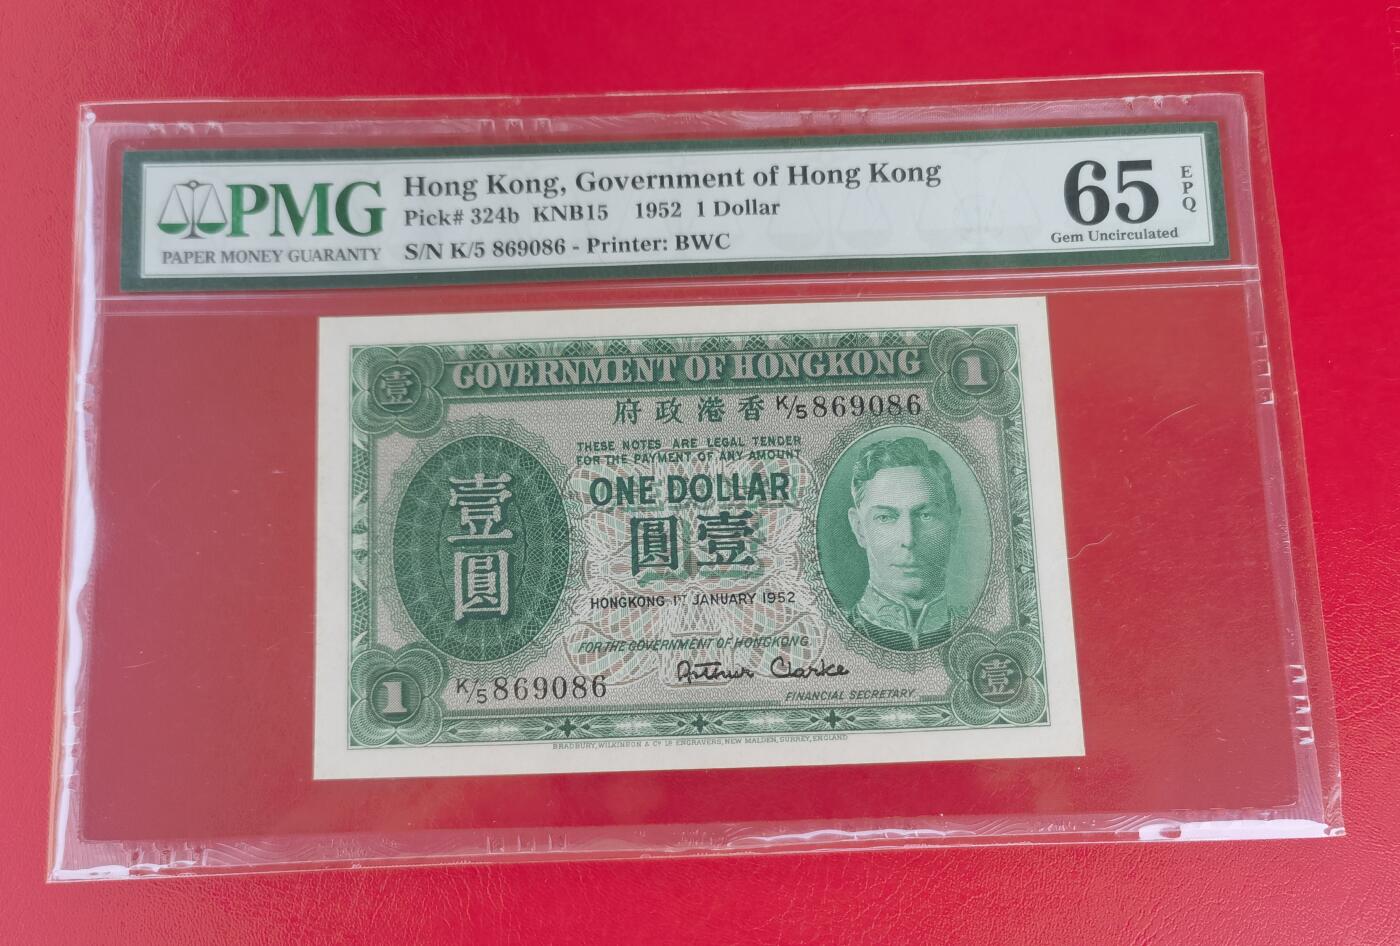 PMG
PAPER MONEY GUARANTY
Hong Kong, Government of Hong Kong
Pick# 324b KNB15 1952 1 Dollar
S/N K/5 869086 - Printer: BWC
65
EPQ
Gem Uncirculated
壹
GOVERNMENT OF HONGKONG
1
府政港香
K/5 869086
THESE NOTES ARE LEGAL TENDER
FOR THE PAYMENT OF ANY AMOUNT
ONE DOLLAR
圓壹
壹圓
HONGKONG 1ST JANUARY 1952
FOR THE GOVERNMENT OF HONGKONG
Arthur Clarke
FINANCIAL SECRETARY
1
K/5 869086
壹
BRADBURY, WILKINSON & Co Ld ENGRAVERS, NEW MALDEN, SURREY, ENGLAND